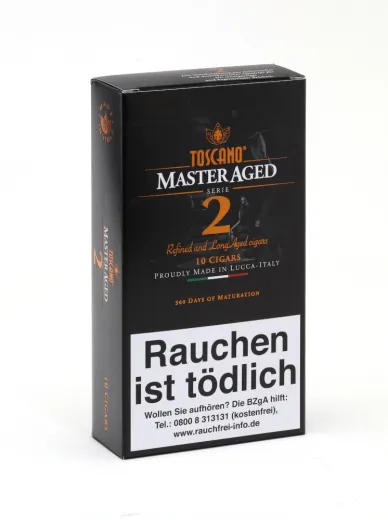 TOSCANO®
MASTER AGED
SERIE
2
Refined and Long Aged cigars
10 CIGARS
PROUDLY MADE IN LUCCA-ITALY
360 DAYS OF MATURATION
Rauchen
ist tödlich
Wollen Sie aufhören? Die BZgA hilft:
Tel.: 0800 8 313131 (kostenfrei),
www.rauchfrei-info.de
TOSCANO
MASTER AGED
2
10 CIGARS